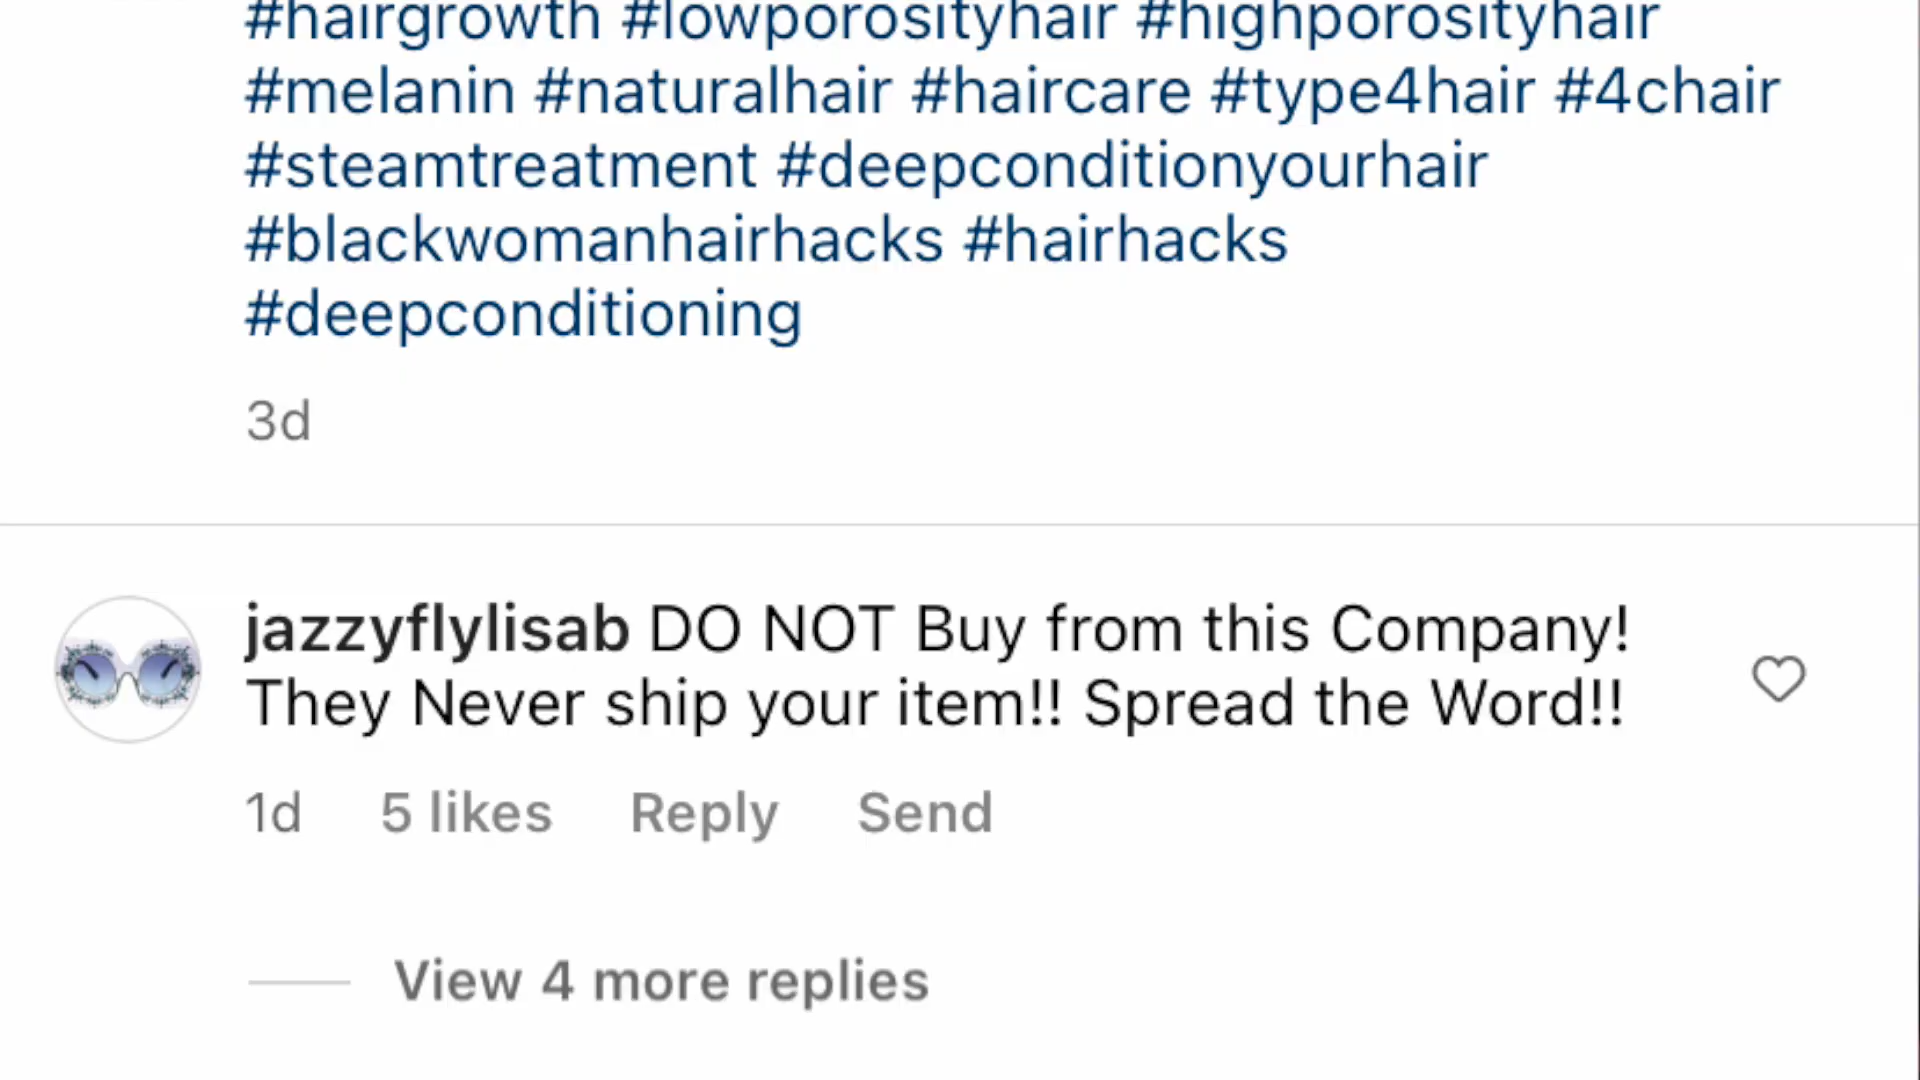 #hairgrowth #lowporosityhair #highporosityhair
#melanin #naturalhair #haircare #type4hair #4chair
#steamtreatment #deepconditionyourhair
#blackwomanhairhacks #hairhacks
#deepconditioning
3d
jazzyflylisab DO NOT Buy from this Company!
They Never ship your item!! Spread the Word!!
1d 5 likes Reply Send
View 4 more replies